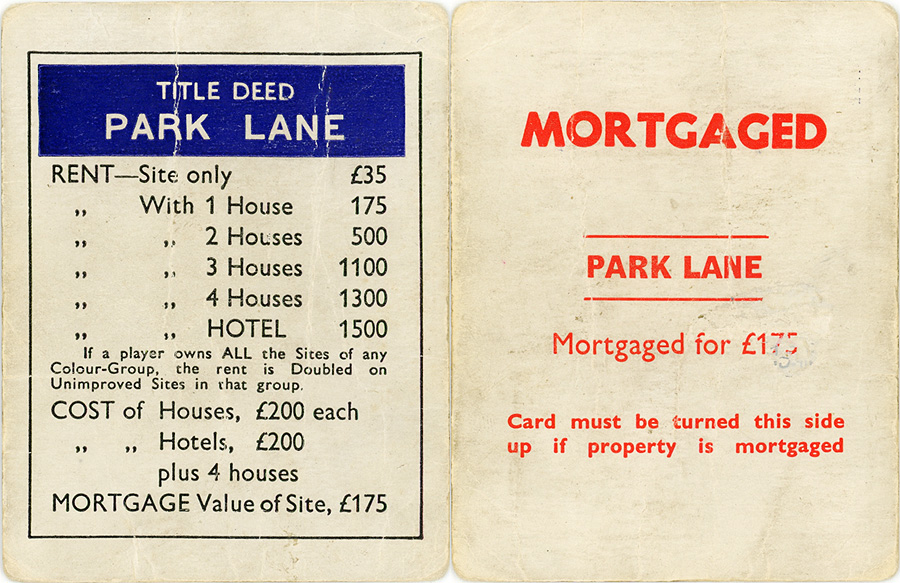 TITLE DEED
PARK LANE
RENT—Site only £35
„ With 1 House 175
„ „ 2 Houses 500
„ „ 3 Houses 1100
„ „ 4 Houses 1300
„ „ HOTEL 1500
If a player owns ALL the Sites of any
Colour-Group, the rent is Doubled on
Unimproved Sites in that group.
COST of Houses, £200 each
„ „ Hotels, £200
plus 4 houses
MORTGAGE Value of Site, £175
MORTGAGED
PARK LANE
Mortgaged for £175
Card must be turned this side
up if property is mortgaged